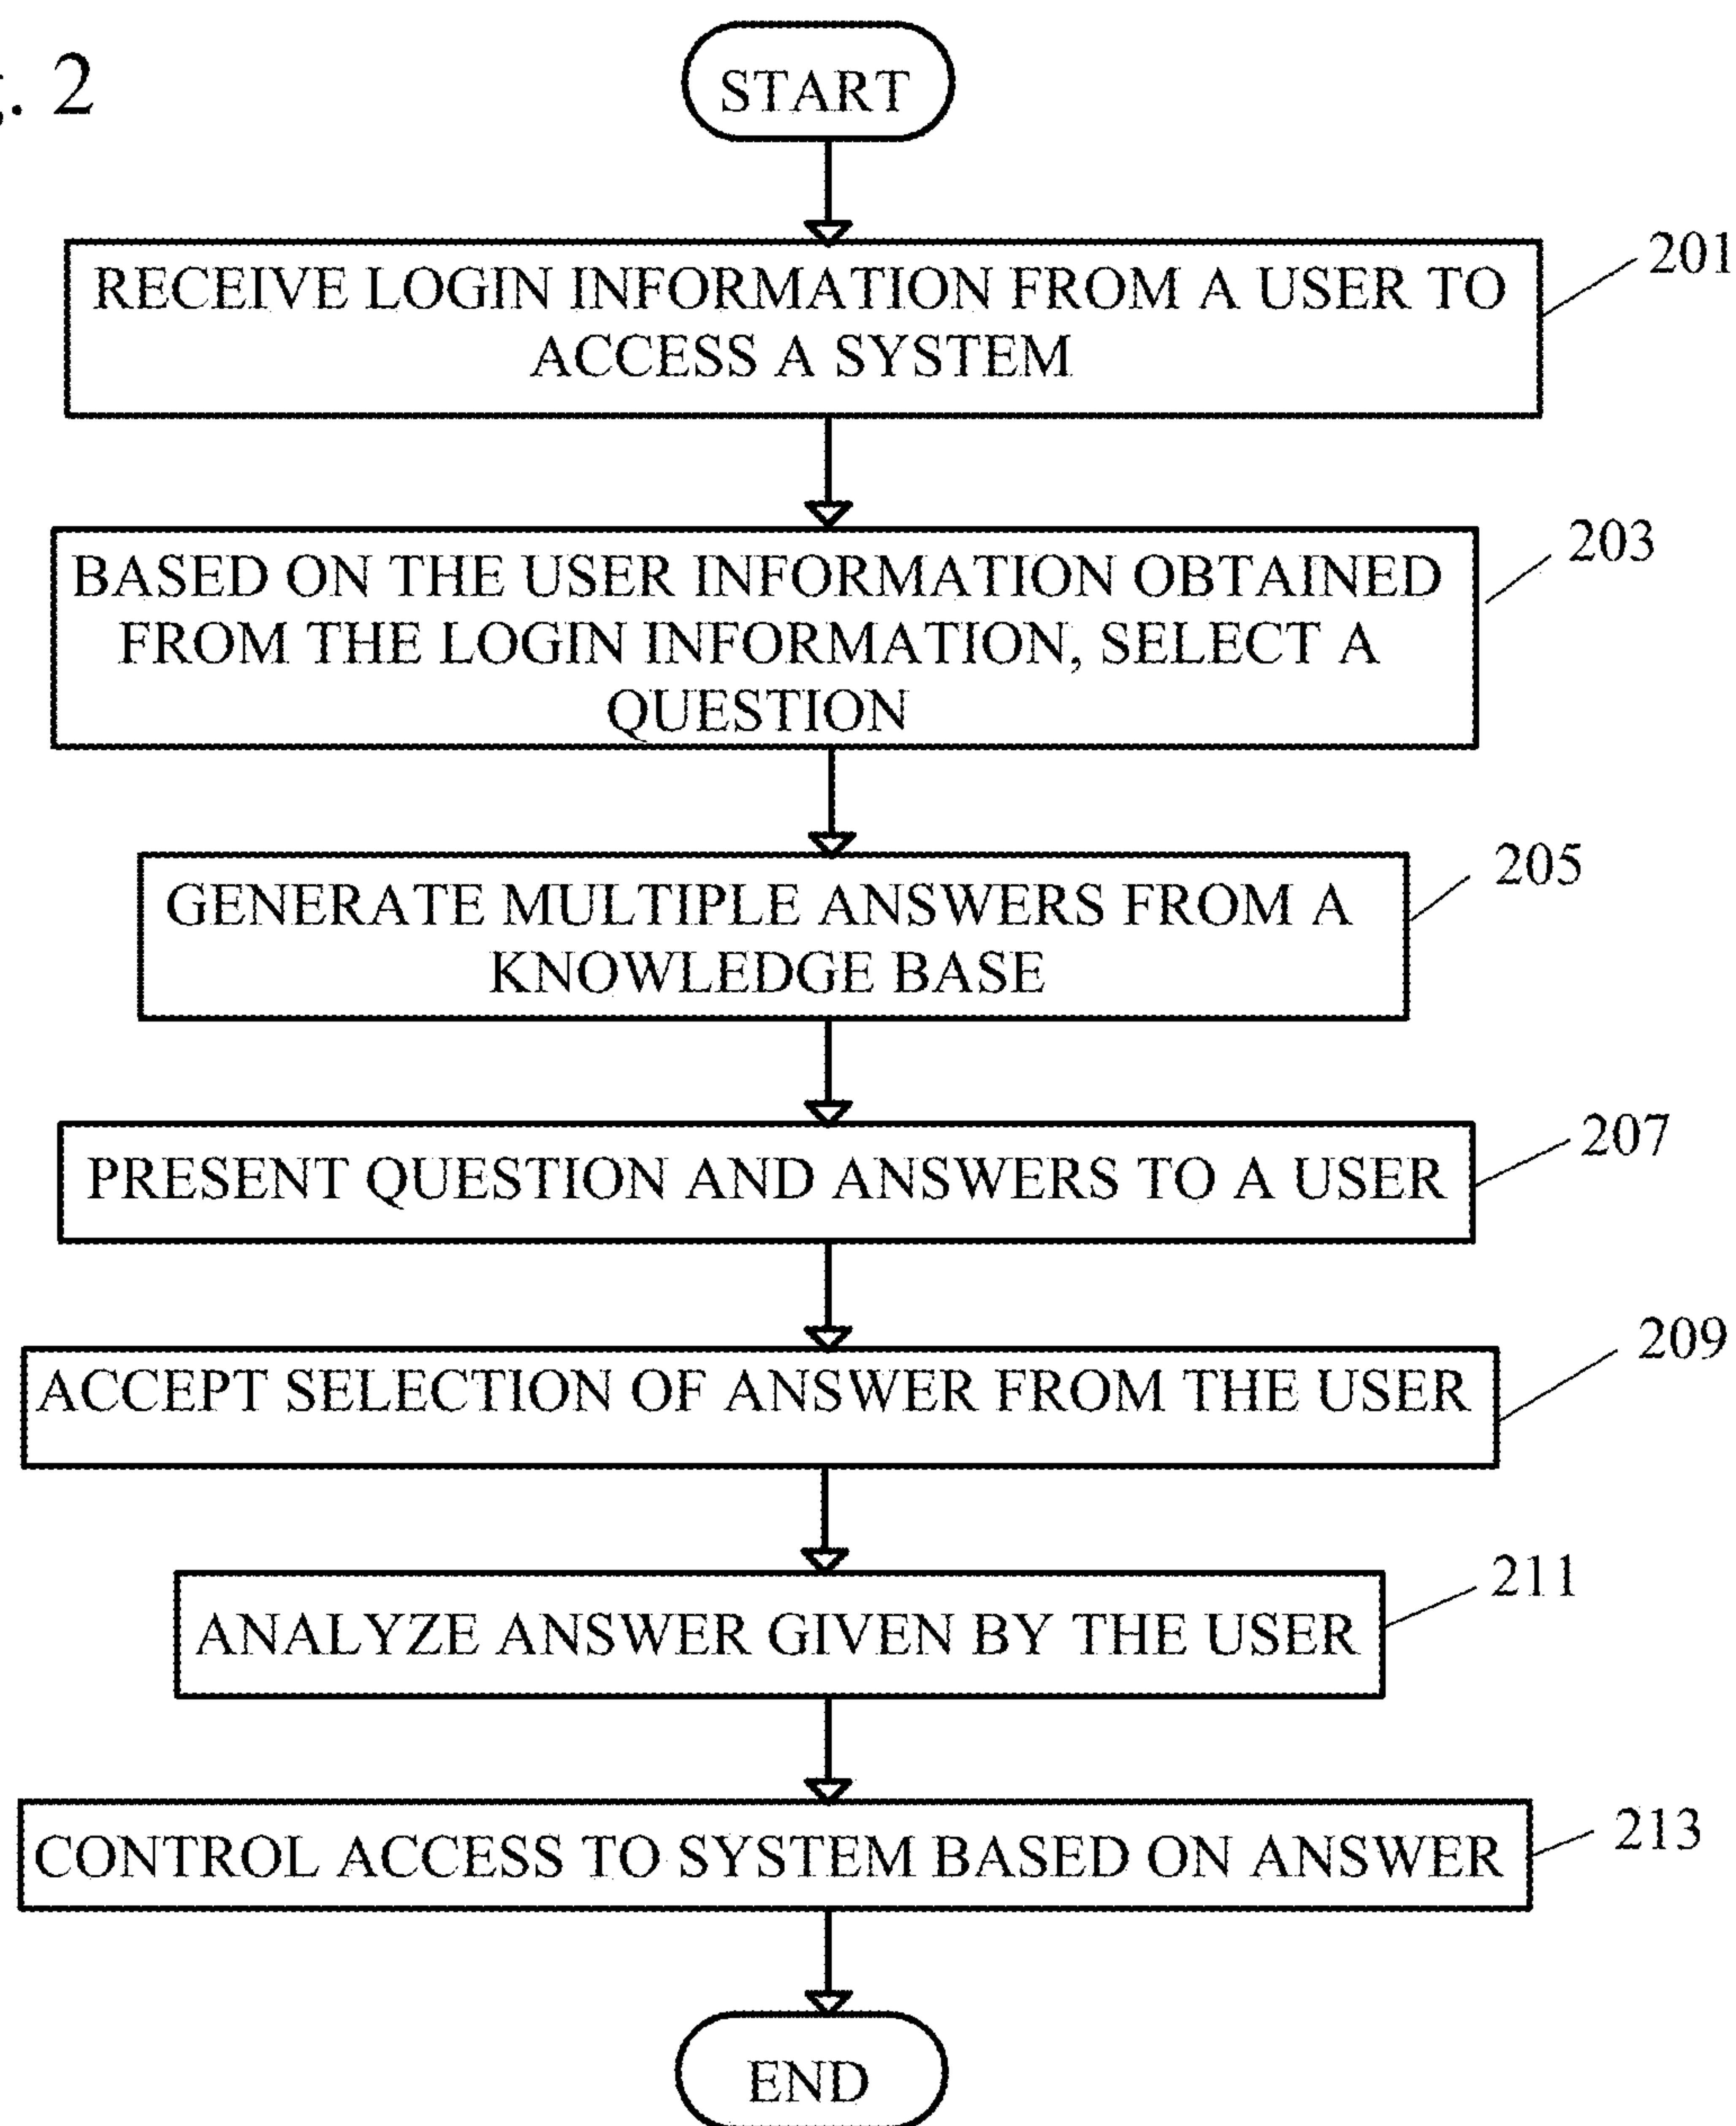 . 2
START
RECEIVE LOGIN INFORMATION FROM A USER TO
ACCESS A SYSTEM
201
BASED ON THE USER INFORMATION OBTAINED
FROM THE LOGIN INFORMATION, SELECT A
QUESTION
203
GENERATE MULTIPLE ANSWERS FROM A
KNOWLEDGE BASE
205
PRESENT QUESTION AND ANSWERS TO A USER
207
ACCEPT SELECTION OF ANSWER FROM THE USER
209
ANALYZE ANSWER GIVEN BY THE USER
211
CONTROL ACCESS TO SYSTEM BASED ON ANSWER
213
END